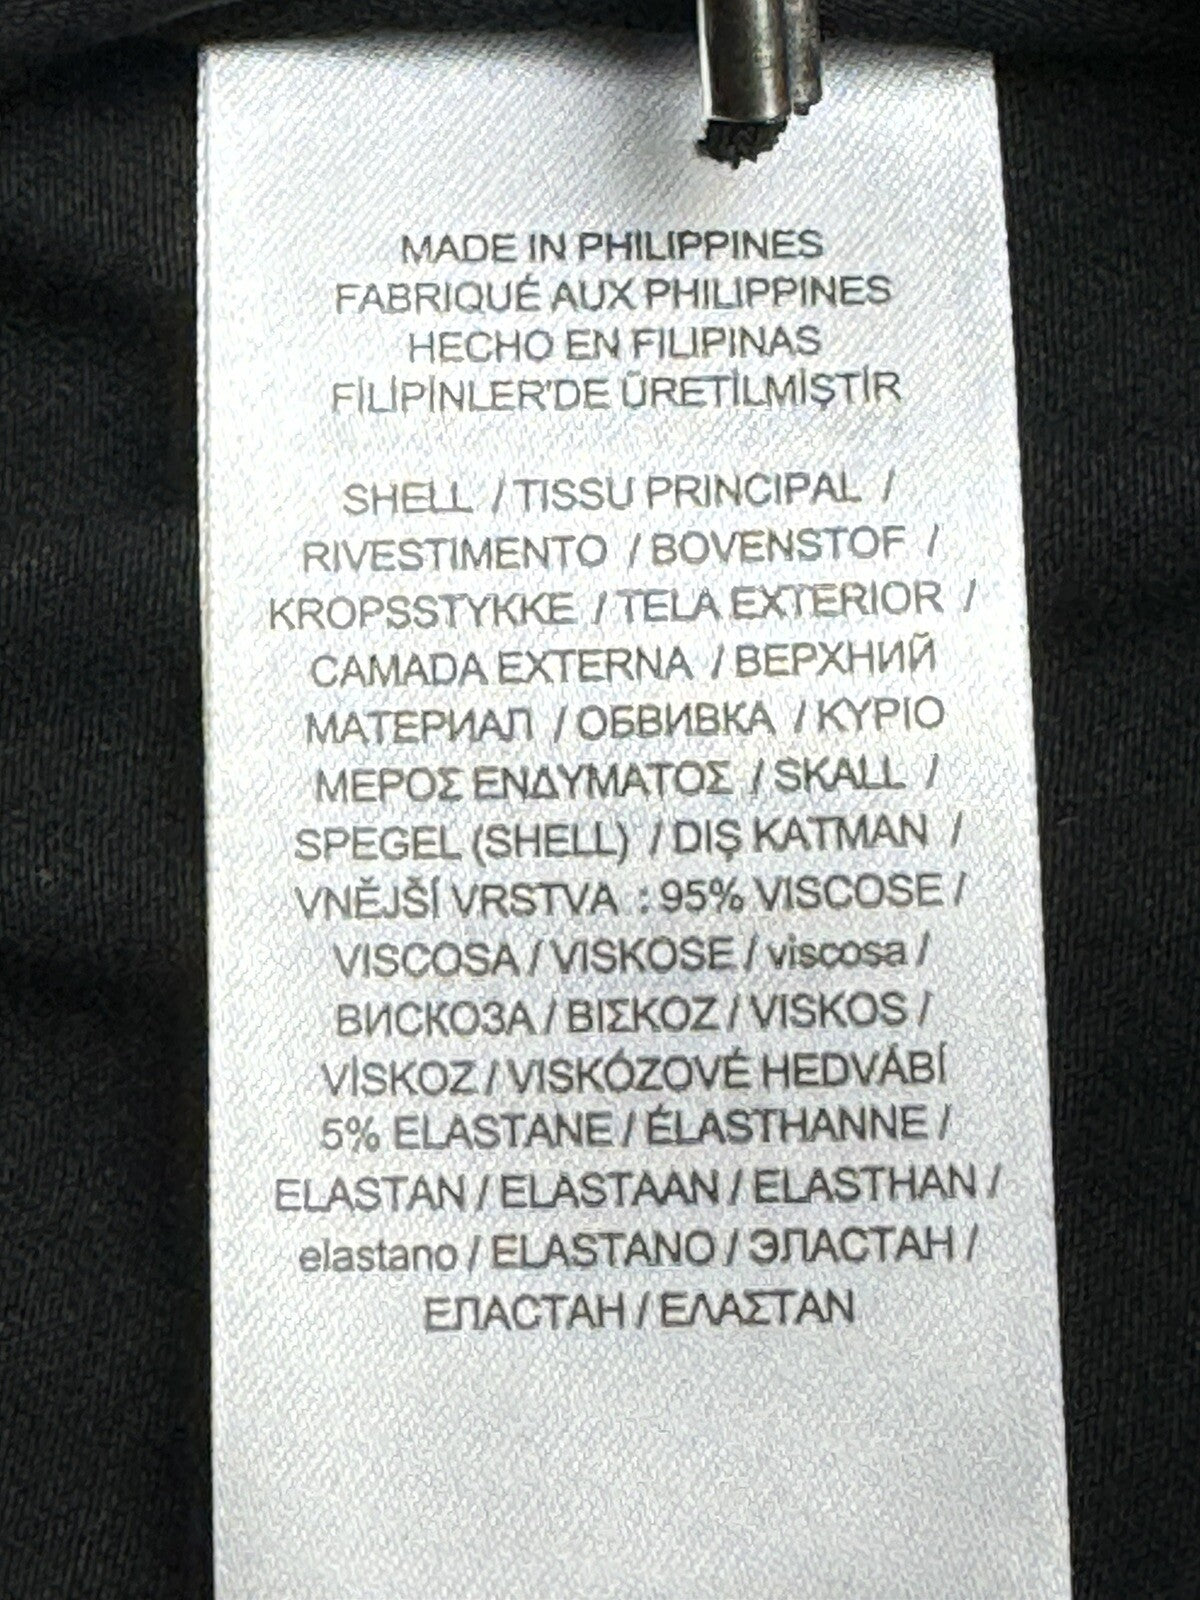 MADE IN PHILIPPINES
FABRIQUÉ AUX PHILIPPINES
HECHO EN FILIPINAS
FİLİPİNLER'DE ÜRETİLMİŞTİR
SHELL / TISSU PRINCIPAL /
RIVESTIMENTO / BOVENSTOF /
KROPSSTYKKE / TELA EXTERIOR /
CAMADA EXTERNA / ВЕРХНИЙ
МАТЕРИАЛ / ОБВИВКА / ΚΥΡΙΟ
ΜΕΡΟΣ ΕΝΔΥΜΑΤΟΣ / SKALL /
SPEGEL (SHELL) / DIŞ KATMAN /
VNĚJŠÍ VRSTVA : 95% VISCOSE /
VISCOSA / VISKOSE / viscosa /
ВИСКОЗА / ΒΙΣΚΟΖ / VISKOS /
VİSKOZ / VISKÓZOVÉ HEDVÁBÍ
5% ELASTANE / ÉLASTHANNE /
ELASTAN / ELASTAAN / ELASTHAN /
elastano / ELASTANO / ЭЛАСТАН /
ЕЛАСТАН / ΕΛΑΣΤΑΝ